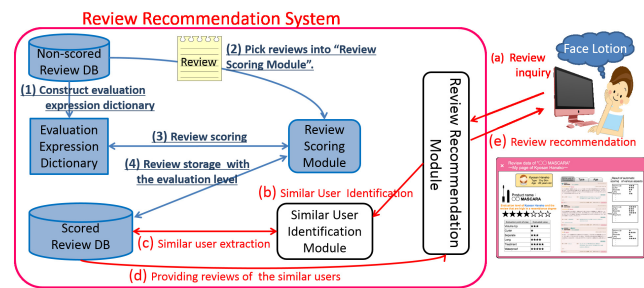 Review Recommendation System
Non-scored
Review DB
Review
(2) Pick reviews into “Review
Scoring Module”.
(a) Review
inquiry
Face Lotion
(1) Construct evaluation
expression dictionary
Evaluation
Expression
Dictionary
(3) Review scoring
Review
Scoring
Module
Review Recommendation
Module
(e) Review recommendation
(4) Review storage with
the evaluation level
(b) Similar User Identification
Scored
Review DB
(c) Similar user extraction
Similar User
Identification
Module
(d) Providing reviews of the similar users
Product name